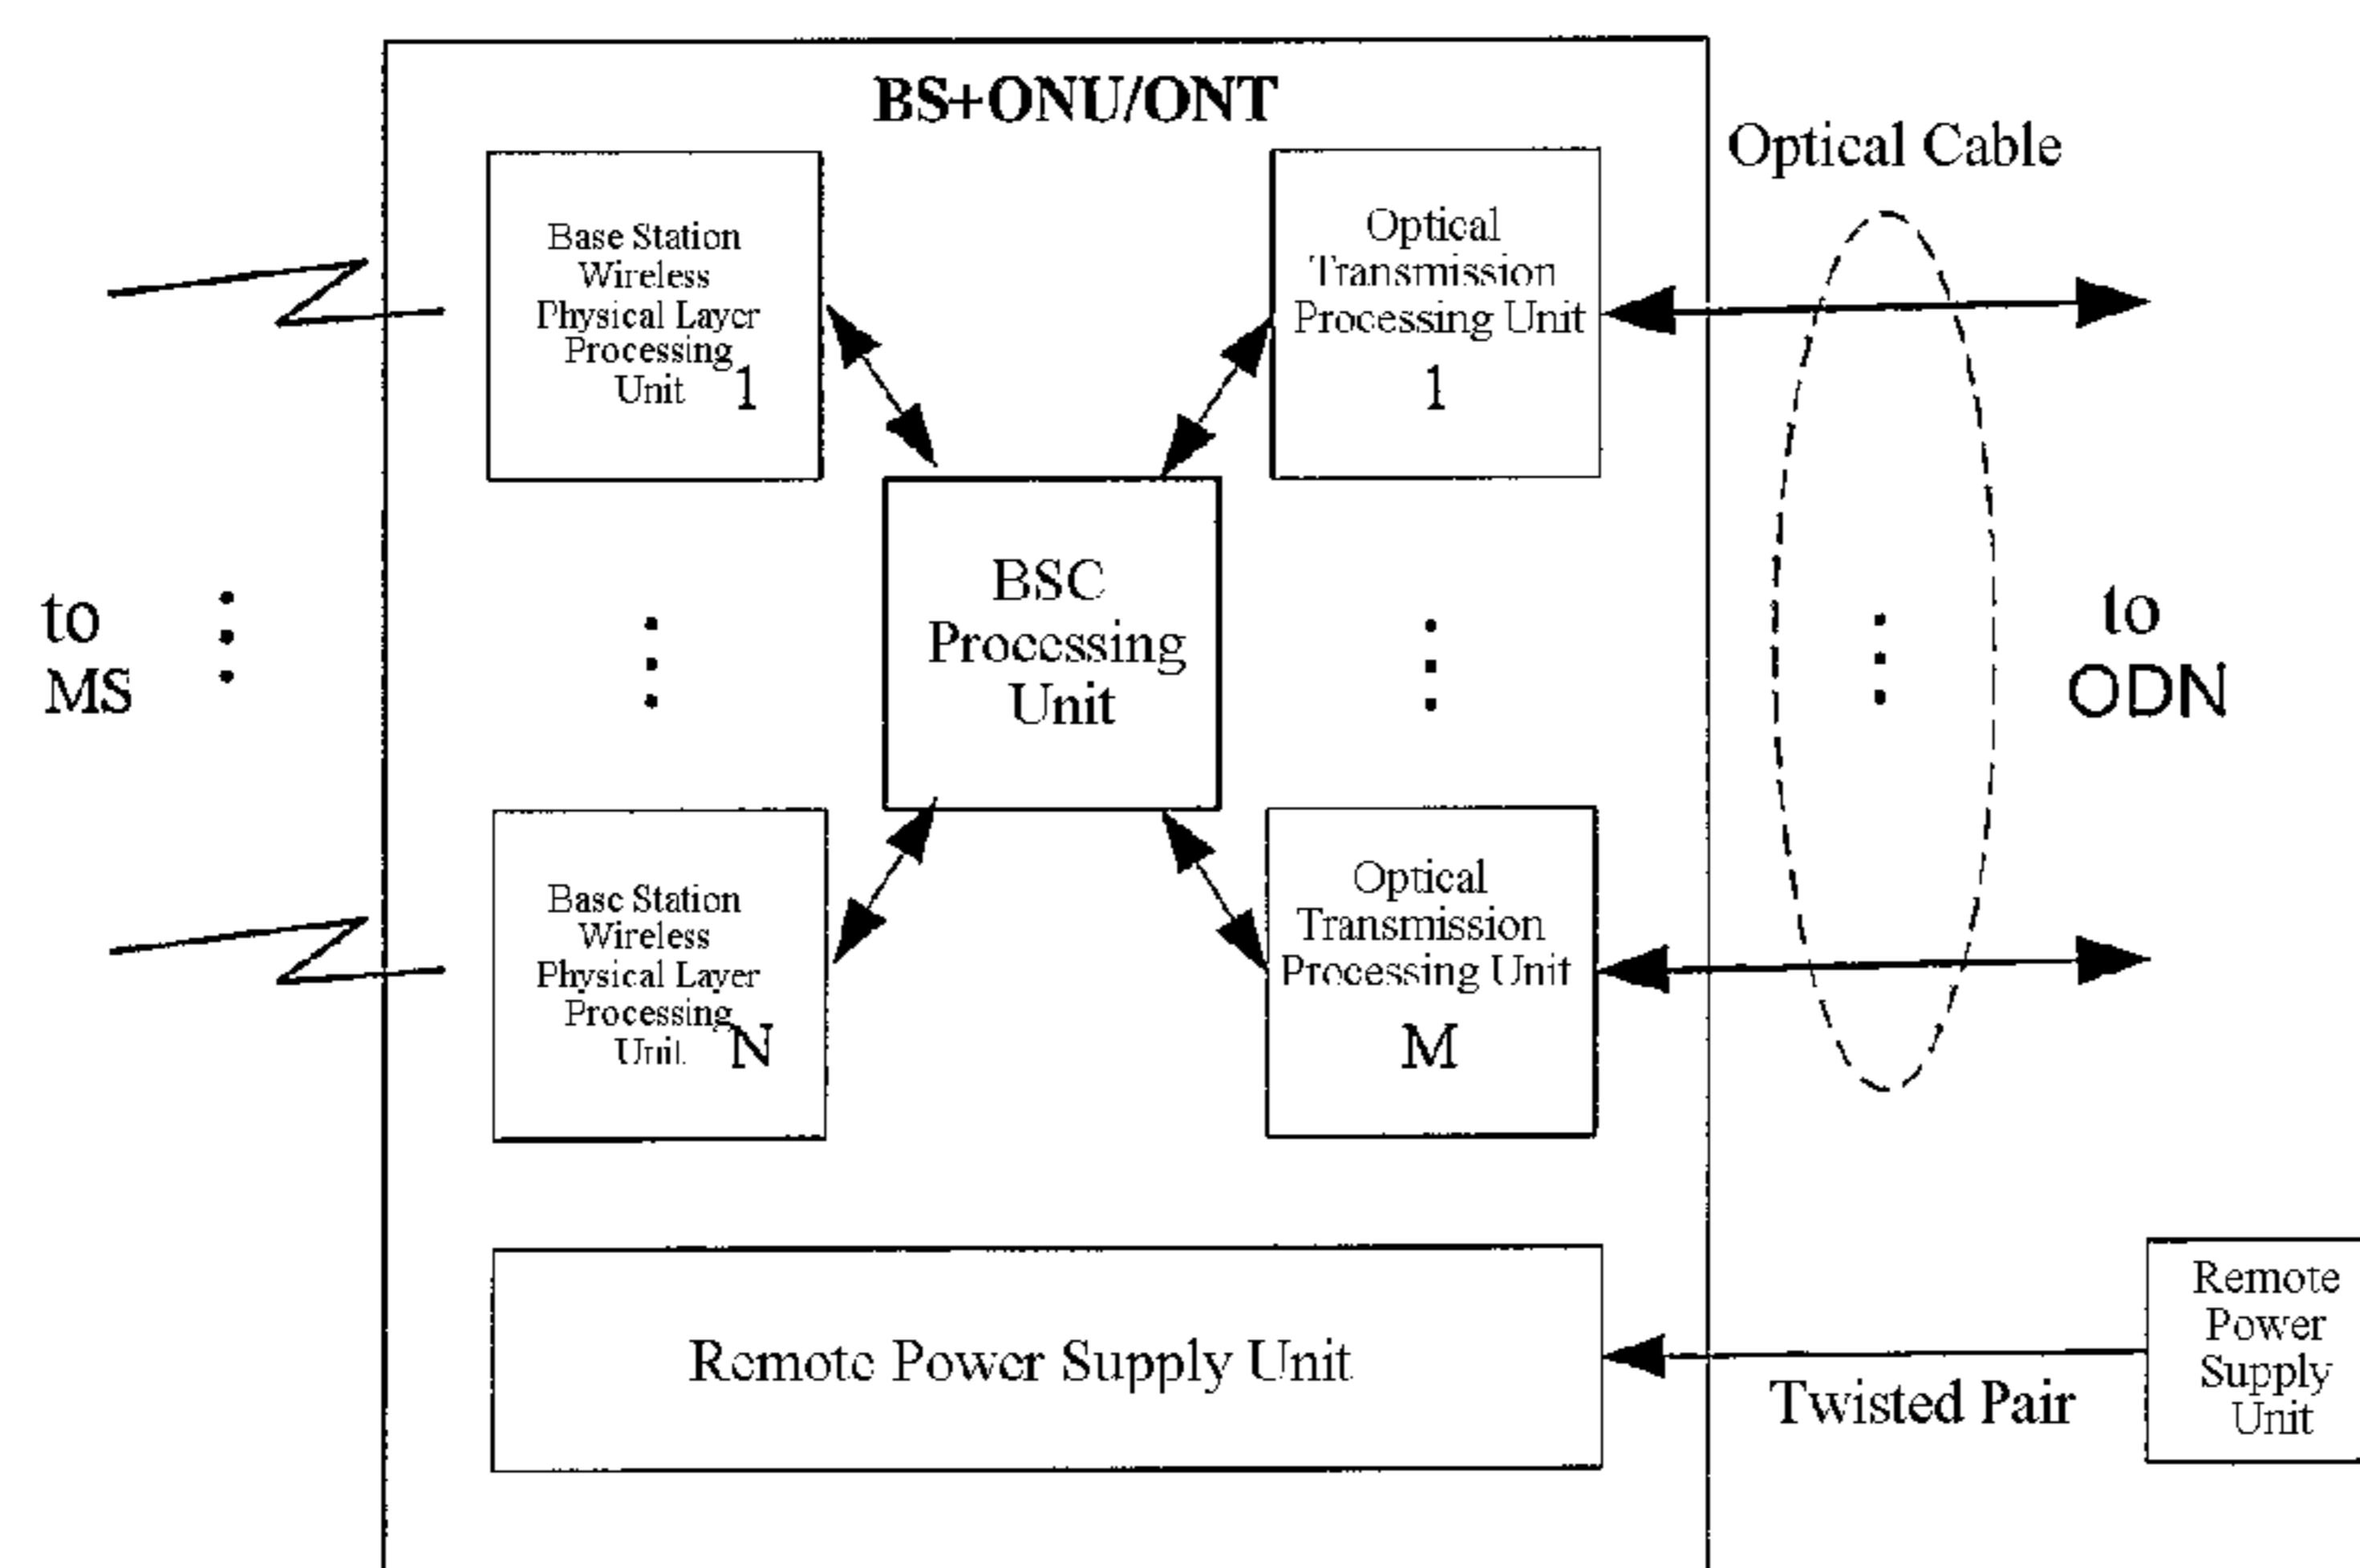 BS+ONU/ONT
Optical Cable
Base Station
Wireless
Physical Layer
Processing
Unit 1
Optical
Transmission
Processing Unit
1
BSC
Processing
Unit
to
MS
to
ODN
Base Station
Wireless
Physical Layer
Processing
Unit N
Optical
Transmission
Processing Unit
M
Remote Power Supply Unit
Twisted Pair
Remote
Power
Supply
Unit